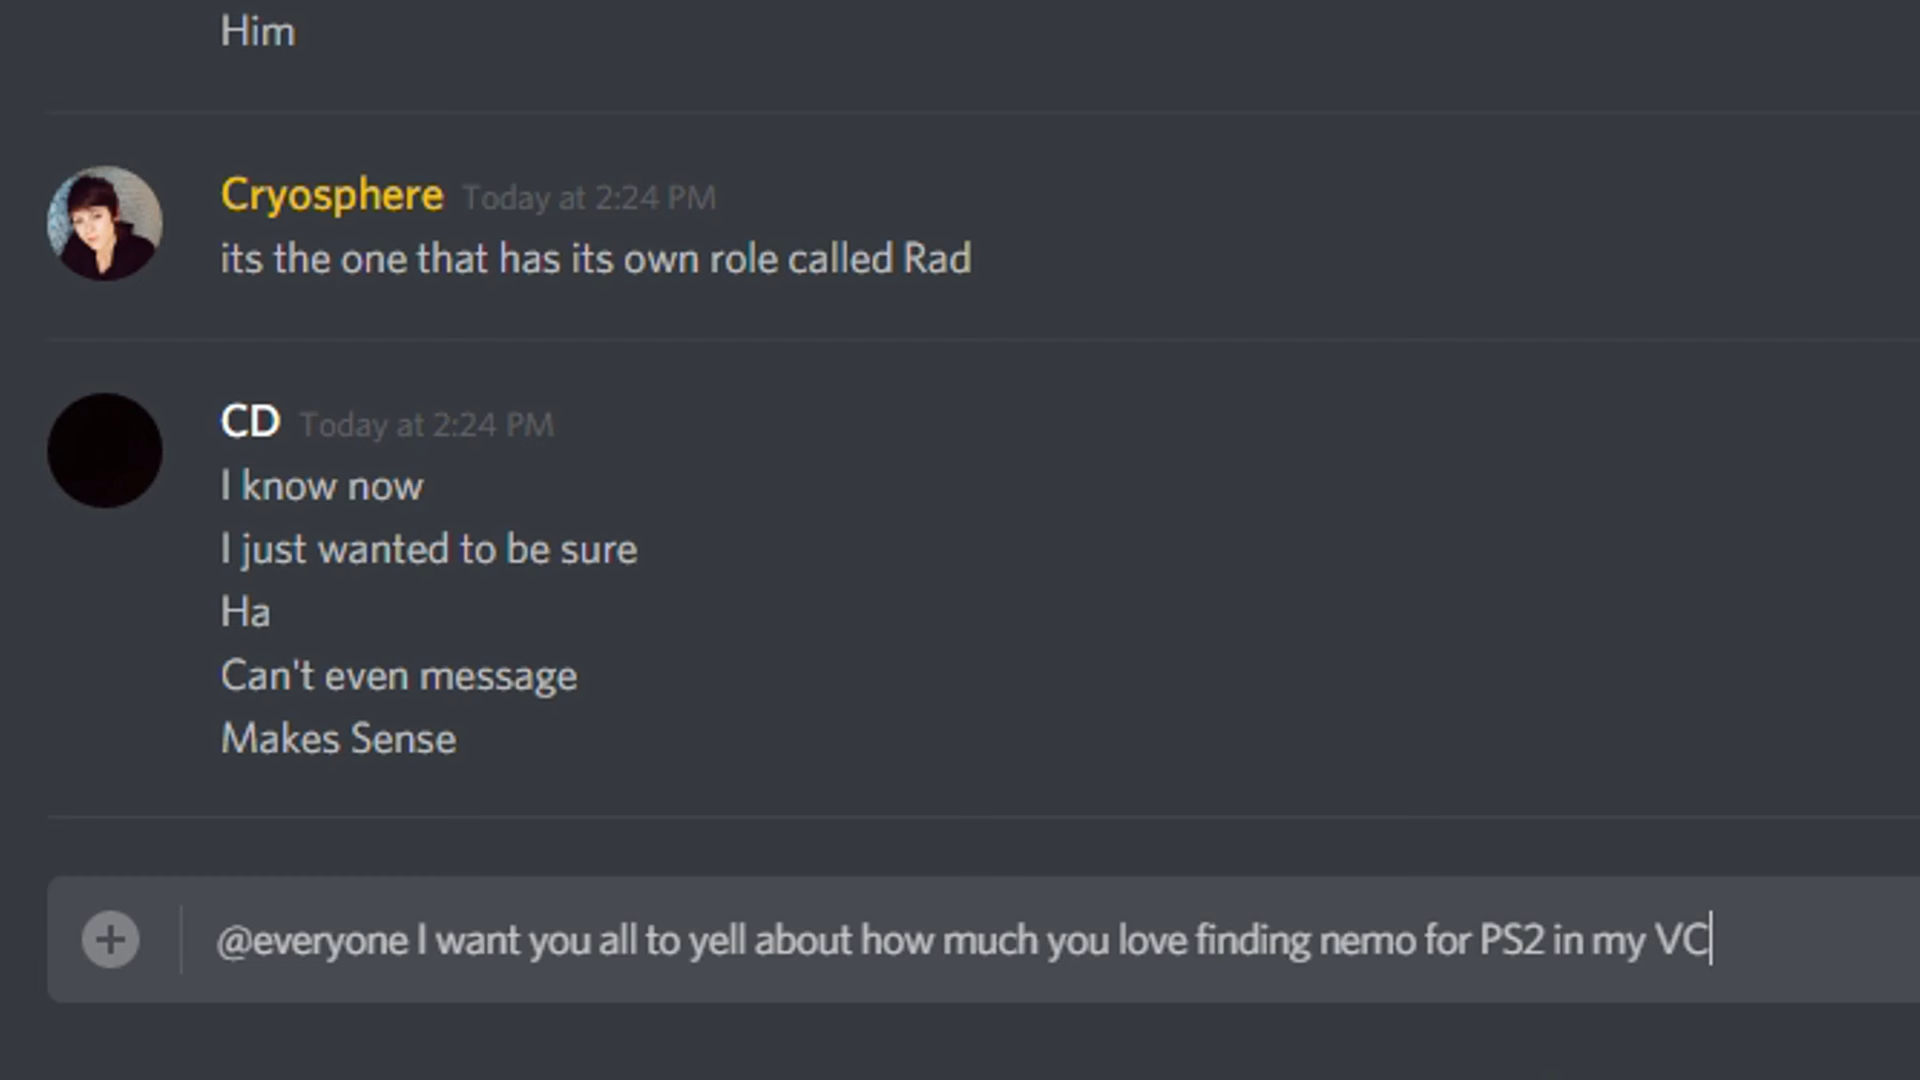 Him
Cryosphere Today at 2:24 PM
its the one that has its own role called Rad
CD Today at 2:24 PM
I know now
I just wanted to be sure
Ha
Can't even message
Makes Sense
@everyone I want you all to yell about how much you love finding nemo for PS2 in my VC